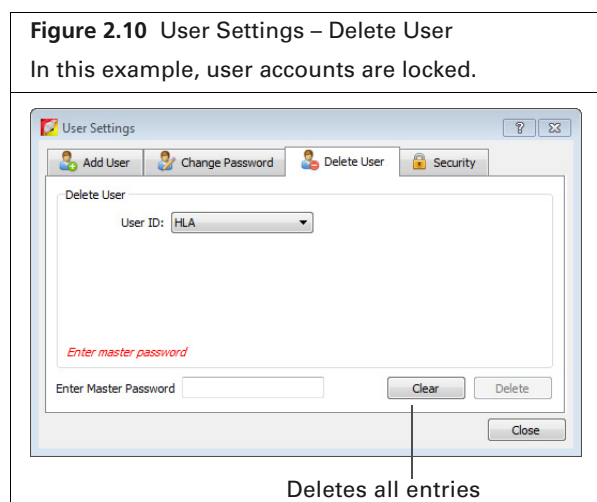 Figure 2.10 User Settings – Delete User
In this example, user accounts are locked.
User Settings
Add User Change Password Delete User Security
Delete User
User ID: HLA
Enter master password
Enter Master Password Clear Delete
Close
Deletes all entries